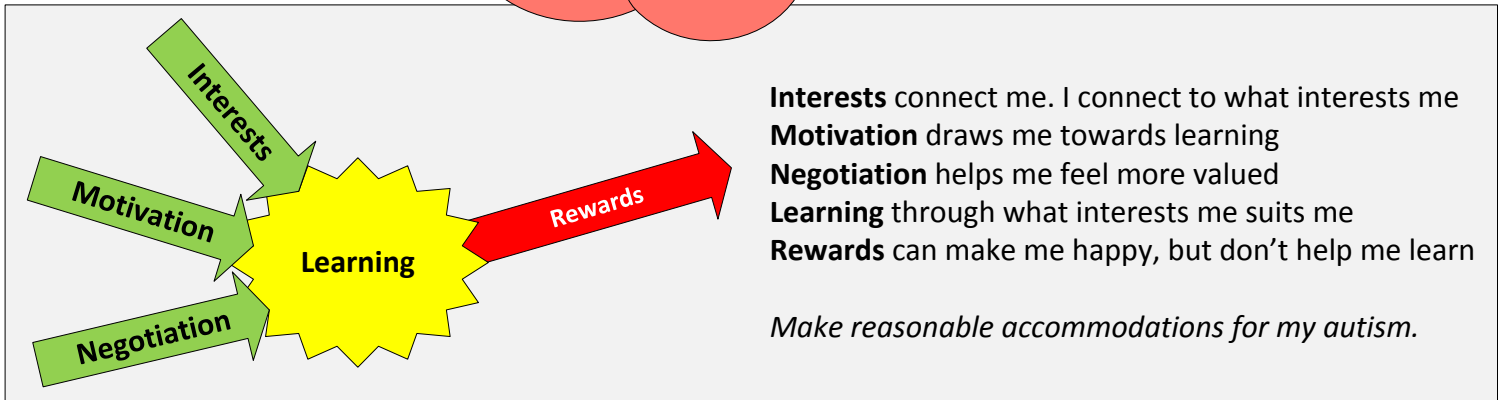 Interests
Motivation
Negotiation
Learning
Rewards
Interests connect me. I connect to what interests me
Motivation draws me towards learning
Negotiation helps me feel more valued
Learning through what interests me suits me
Rewards can make me happy, but don’t help me learn
Make reasonable accommodations for my autism.